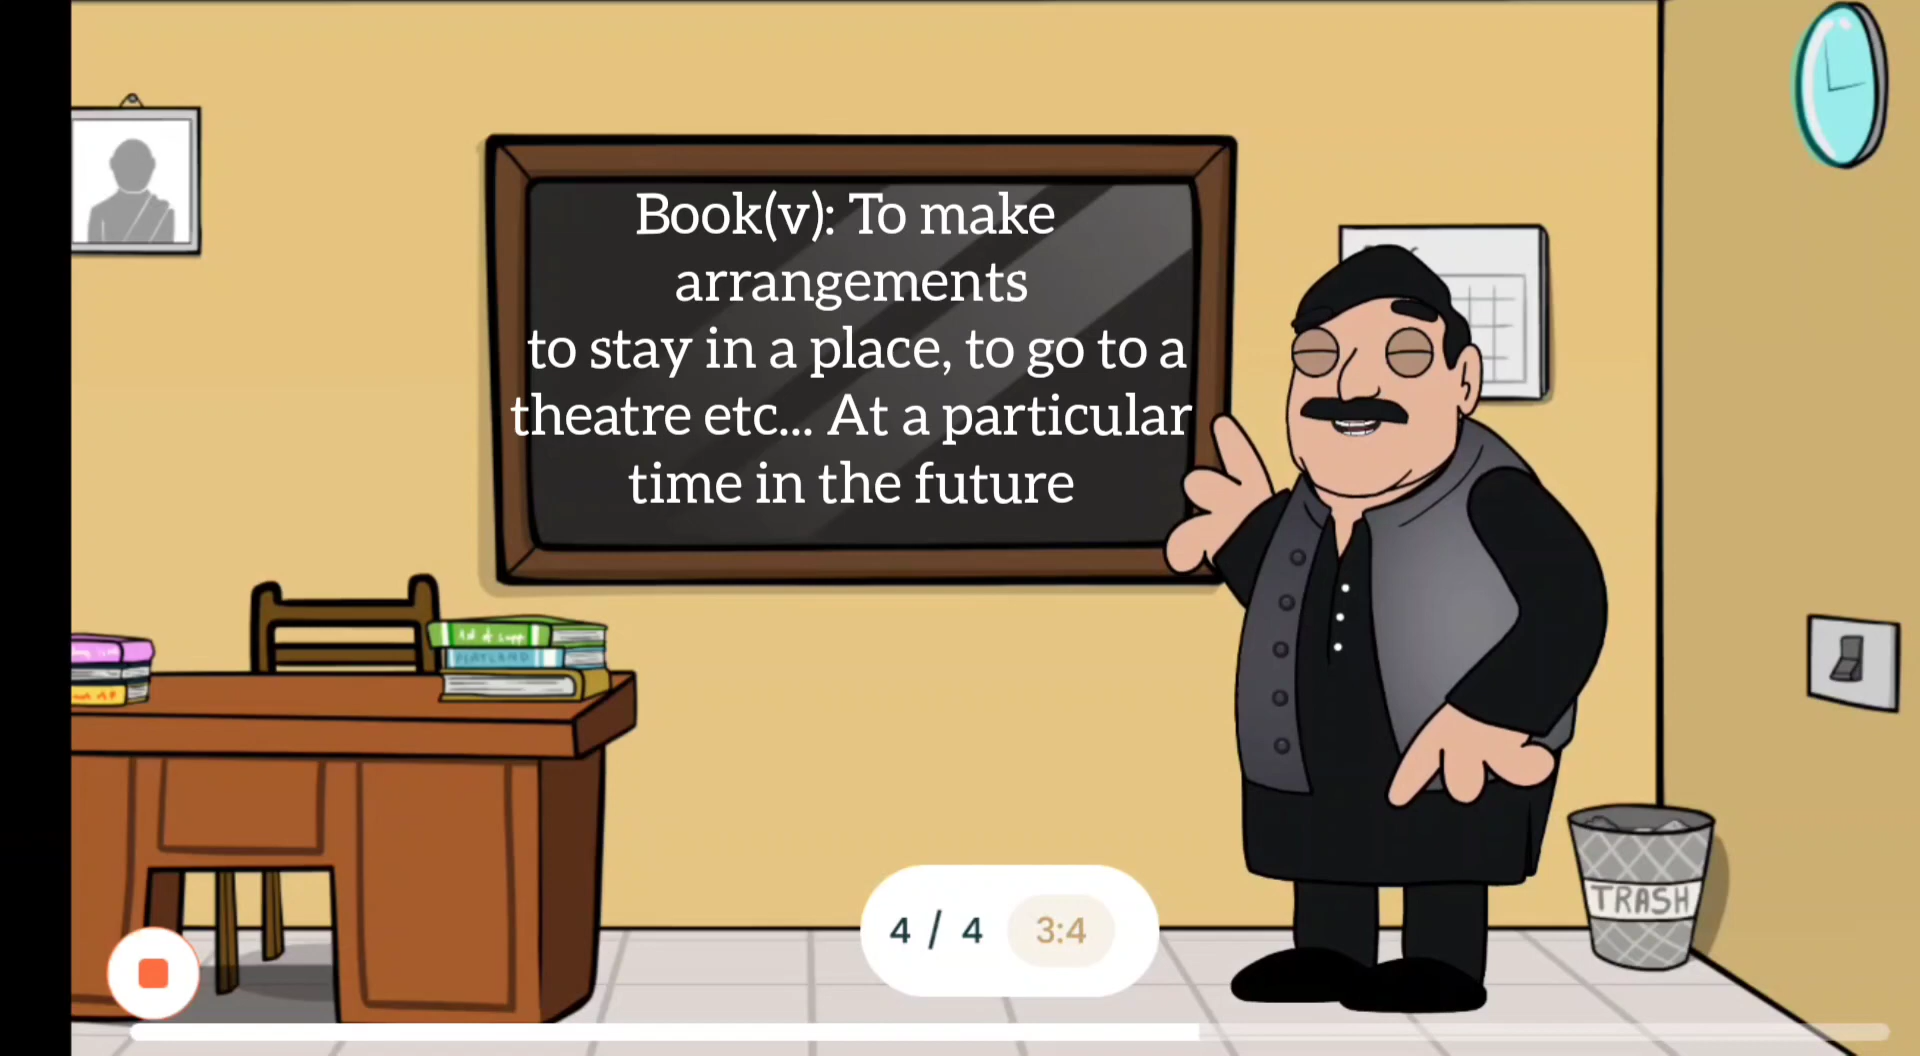 Book(v): To make
arrangements
to stay in a place, to go to a
theatre etc... At a particular
time in the future
TRASH
4 / 4 3:4